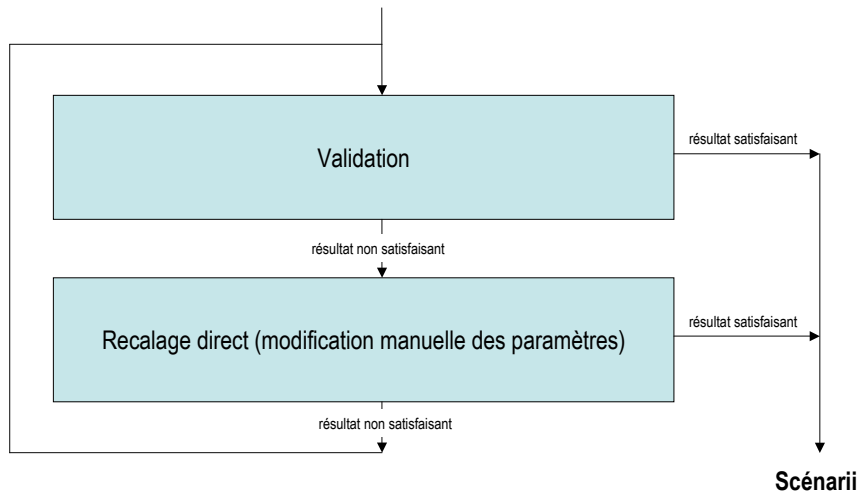 Validation
résultat satisfaisant
résultat non satisfaisant
Recalage direct (modification manuelle des paramètres)
résultat satisfaisant
résultat non satisfaisant
Scénarii